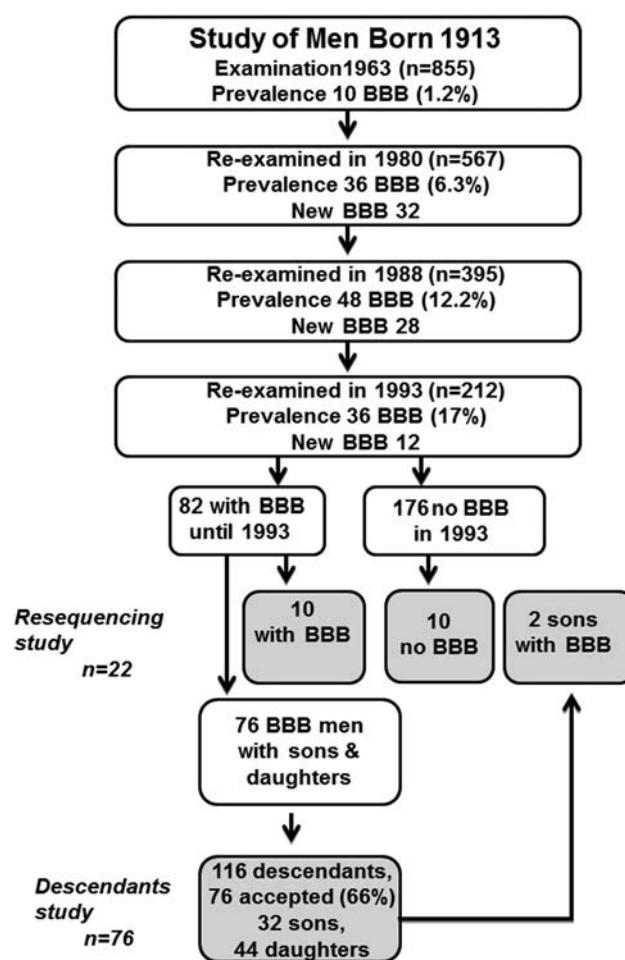 Study of Men Born 1913
Examination1963 (n=855)
Prevalence 10 BBB (1.2%)
Re-examined in 1980 (n=567)
Prevalence 36 BBB (6.3%)
New BBB 32
Re-examined in 1988 (n=395)
Prevalence 48 BBB (12.2%)
New BBB 28
Re-examined in 1993 (n=212)
Prevalence 36 BBB (17%)
New BBB 12
82 with BBB
until 1993
176 no BBB
in 1993
Resequencing
study
n=22
10
with BBB
10
no BBB
2 sons
with BBB
76 BBB men
with sons &
daughters
Descendants
study
n=76
116 descendants,
76 accepted (66%)
32 sons,
44 daughters